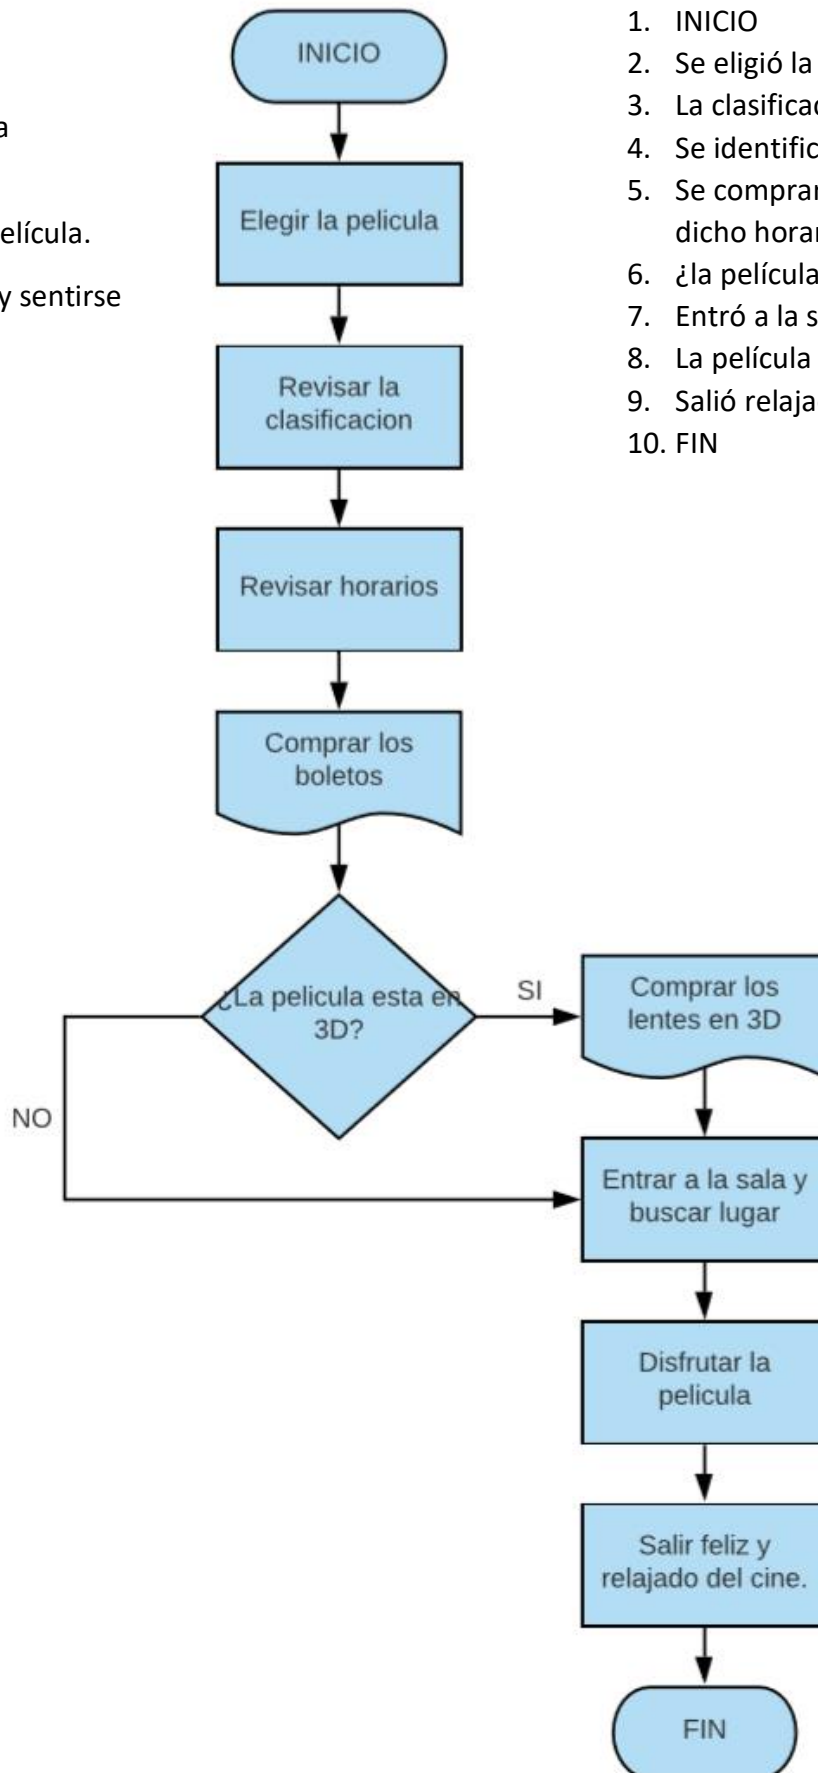 a
elícula.
y sentirse
INICIO
Elegir la pelicula
Revisar la
clasificacion
Revisar horarios
Comprar los
boletos
¿La pelicula esta en
3D?
SI
NO
Comprar los
lentes en 3D
Entrar a la sala y
buscar lugar
Disfrutar la
pelicula
Salir feliz y
relajado del cine.
FIN
1. INICIO
2. Se eligió la
3. La clasifica
4. Se identific
5. Se comprar
dicho horar
6. ¿la película
7. Entró a la s
8. La película
9. Salió relaja
10. FIN